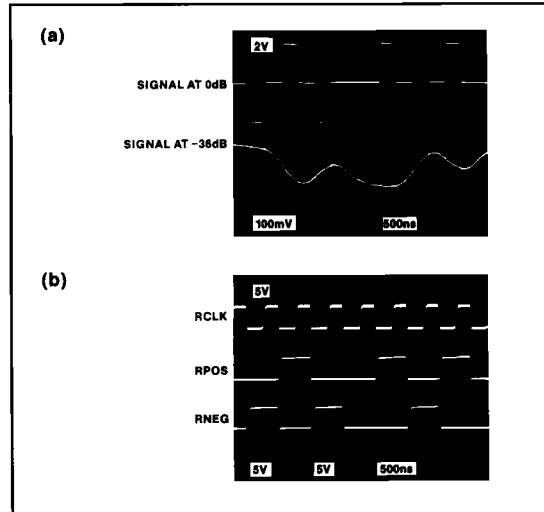 (a)
2V
SIGNAL AT 0dB
SIGNAL AT -36dB
100mV 500ns
(b)
5V
RCLK
RPOS
RNEG
5V 5V 500ns